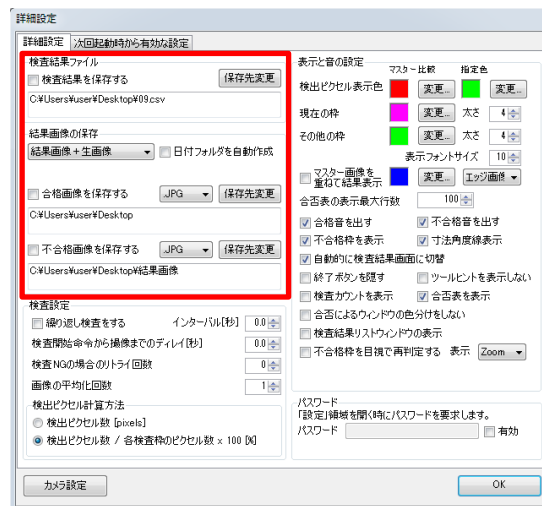 詳細設定
詳細設定 次回起動時から有効な設定
検査結果ファイル
検査結果を保存する 保存先変更
C:¥Users¥user¥Desktop¥09.csv
結果画像の保存
結果画像+生画像 日付フォルダを自動作成
合格画像を保存する .JPG 保存先変更
C:¥Users¥user¥Desktop
不合格画像を保存する .JPG 保存先変更
C:¥Users¥user¥Desktop¥結果画像
検査設定
繰り返し検査をする インターバル[秒] 0.0
検査開始命令から撮像までのディレイ[秒] 0.0
検査NGの場合のリトライ回数 0
画像の平均化回数 1
検出ピクセル計算方法
検出ピクセル数 [pixels]
検出ピクセル数 / 各検査枠のピクセル数 x 100 [%]
カメラ設定
表示と音の設定
マスター比較 指定色
検出ピクセル表示色 変更... 変更...
現在の枠 変更... 太さ 4
その他の枠 変更... 太さ 4
表示フォントサイズ 10
マスター画像を
重ねて結果表示 変更... エッジ画像
合否表の表示最大行数 100
合格音を出す 不合格音を出す
不合格枠を表示 寸法角度線表示
自動的に検査結果画面に切替
終了ボタンを隠す ツールヒントを表示しない
検査カウントを表示 合否表を表示
合否によるウィンドウの色分けをしない
検査結果リストウィンドウの表示
不合格枠を目視で再判定する 表示 Zoom
パスワード
「設定」領域を開く時にパスワードを要求します。
パスワード 有効
OK